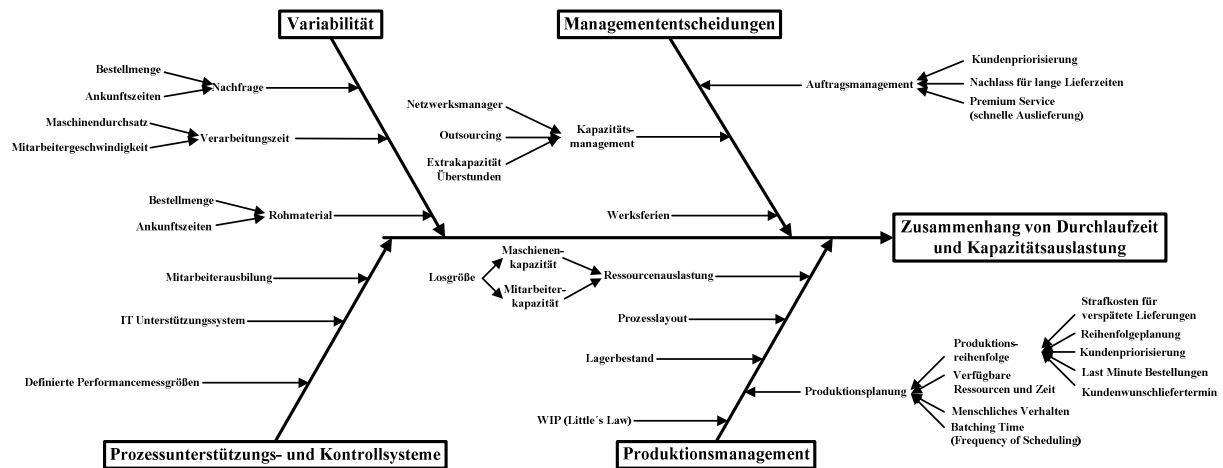 Variabilität
Managemententscheidungen
Bestellmenge
Ankunftszeiten
Nachfrage
Maschinendurchsatz
Mitarbeitergeschwindigkeit
Verarbeitungszeit
Bestellmenge
Ankunftszeiten
Rohmaterial
Netzwerksmanager
Outsourcing
Extrakapazität
Überstunden
Kapazitäts-
management
Werksferien
Auftragsmanagement
Kundenpriorisierung
Nachlass für lange Lieferzeiten
Premium Service
(schnelle Auslieferung)
Zusammenhang von Durchlaufzeit
und Kapazitätsauslastung
Mitarbeiterausbilung
IT Unterstützungssystem
Definierte Performancemessgrößen
Losgröße
Maschienen-
kapazität
Mitarbeiter-
kapazität
Ressourcenauslastung
Prozesslayout
Lagerbestand
WIP (Little´s Law)
Produktionsplanung
Produktions-
reihenfolge
Verfügbare
Ressourcen und Zeit
Menschliches Verhalten
Batching Time
(Frequency of Scheduling)
Strafkosten für
verspätete Lieferungen
Reihenfolgeplanung
Kundenpriorisierung
Last Minute Bestellungen
Kundenwunschliefertermin
Prozessunterstützungs- und Kontrollsysteme
Produktionsmanagement